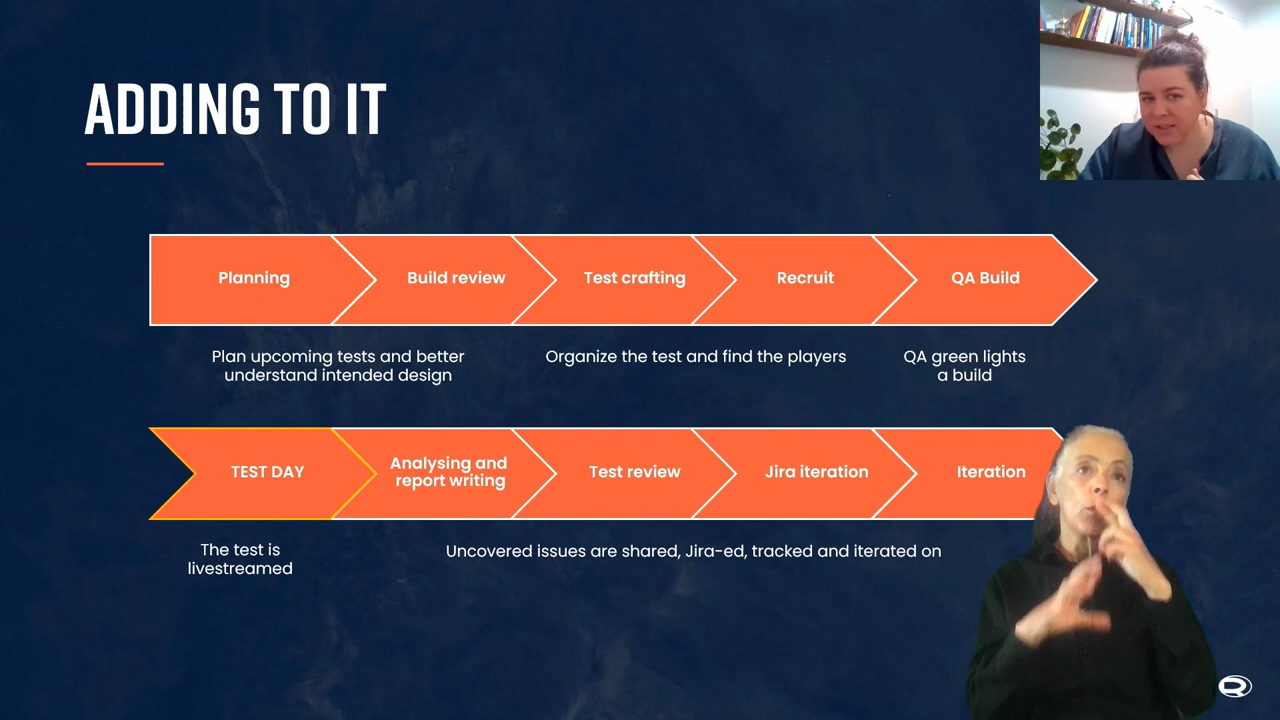 ADDING TO IT
Planning
Build review
Test crafting
Recruit
QA Build
Plan upcoming tests and better
understand intended design
Organize the test and find the players
QA green lights
a build
TEST DAY
Analysing and
report writing
Test review
Jira iteration
Iteration
The test is
livestreamed
Uncovered issues are shared, Jira-ed, tracked and iterated on